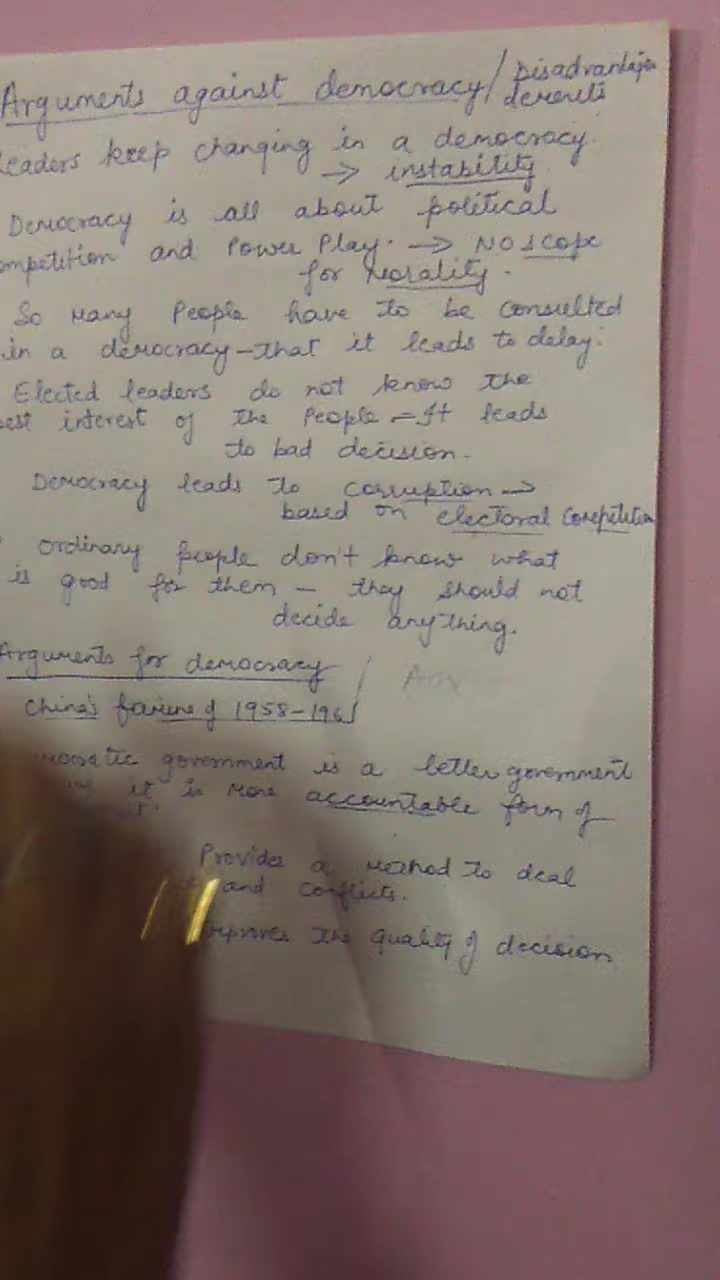 Arguments against democracy / Disadvantages
demerits
Leaders keep changing in a democracy.
→ instability.
Democracy is all about political
ompetition and Power Play. → No scope
for Morality.
So Many People have to be consulted
in a democracy - that it leads to delay.
Elected leaders do not know the
est interest of the People - It leads
to bad decision.
Democracy leads to corruption →
based on electoral Competition
ordinary people don't know what
is good for them - they should not
decide anything.
Arguments for democracy /
China's famine of 1958-1961
mocratic government is a better government
it is More accountable form of
Provides a method to deal
and conflicts.
Improves the quality of decision